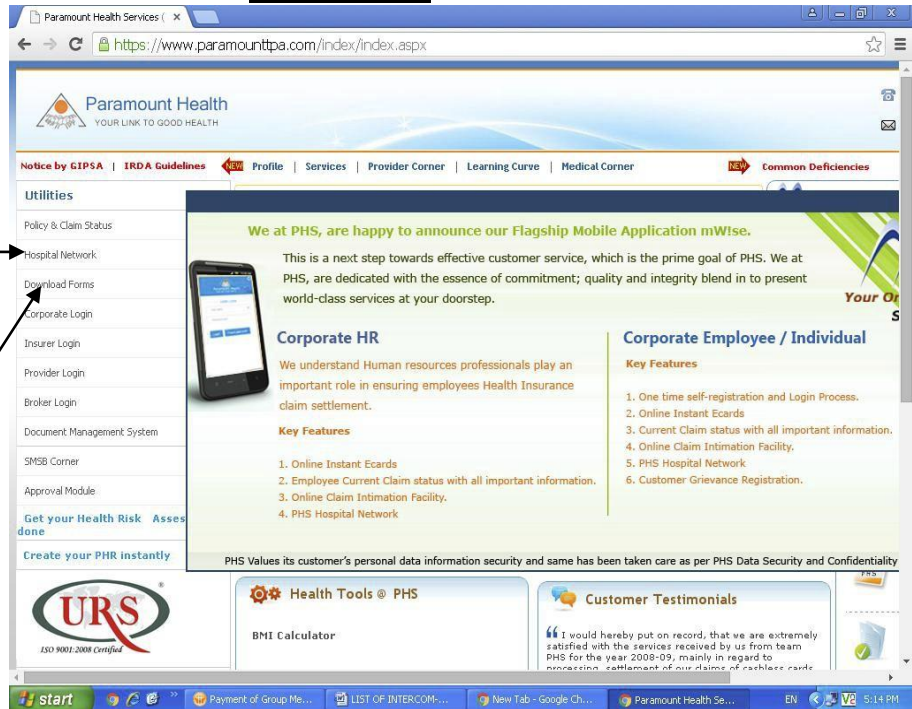 Paramount Health Services (
https://www.paramounttpa.com/index/index.aspx
Paramount Health
YOUR LINK TO GOOD HEALTH
Notice by GIPSA | IRDA Guidelines NEW Profile | Services | Provider Corner | Learning Curve | Medical Corner NEW Common Deficiencies
Utilities
Policy & Claim Status
Hospital Network
Download Forms
Corporate Login
Insurer Login
Provider Login
Broker Login
Document Management System
SMSB Corner
Approval Module
Get your Health Risk Asses
done
Create your PHR instantly
URS
ISO 9001:2008 Certified
We at PHS, are happy to announce our Flagship Mobile Application mW!se.
This is a next step towards effective customer service, which is the prime goal of PHS. We at
PHS, are dedicated with the essence of commitment; quality and integrity blend in to present
world-class services at your doorstep.
Your On
S
Corporate HR
We understand Human resources professionals play an
important role in ensuring employees Health Insurance
claim settlement.
Key Features
1. Online Instant Ecards
2. Employee Current Claim status with all important information.
3. Online Claim Intimation Facility.
4. PHS Hospital Network
Corporate Employee / Individual
Key Features
1. One time self-registration and Login Process.
2. Online Instant Ecards
3. Current Claim status with all important information.
4. Online Claim Intimation Facility.
5. PHS Hospital Network
6. Customer Grievance Registration.
PHS Values its customer's personal data information security and same has been taken care as per PHS Data Security and Confidentiality
Health Tools @ PHS
BMI Calculator
Customer Testimonials
I would hereby put on record, that we are extremely
satisfied with the services received by us from team
PHS for the year 2008-09, mainly in regard to
processing, settlement of our claims of cashless cards
PHS
start Payment of Group Me... LIST OF INTERCOM-... New Tab - Google Ch... Paramount Health Se... EN 5:14 PM